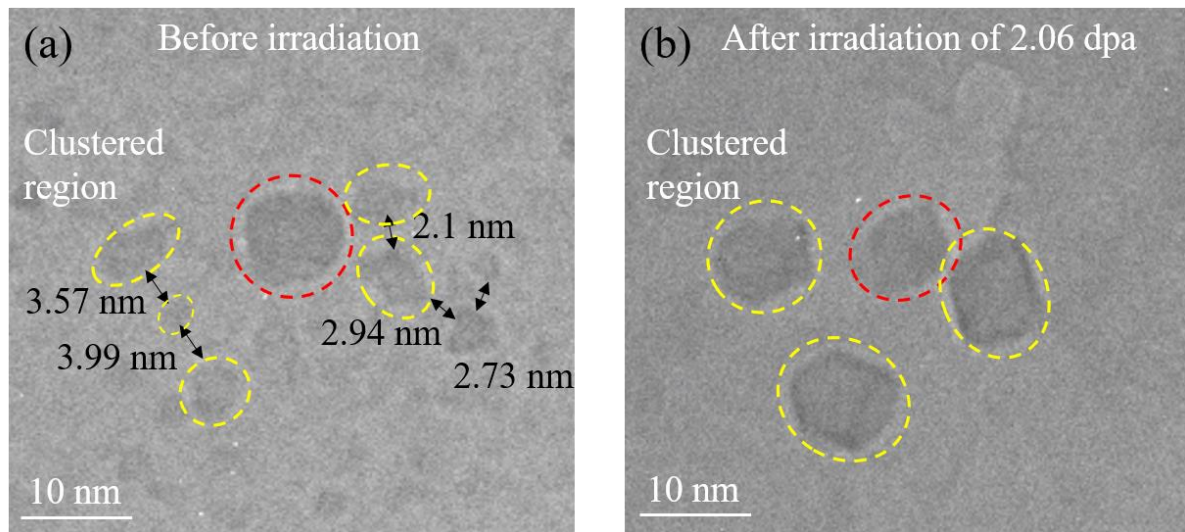 (a) Before irradiation
Clustered
region
2.1 nm
3.57 nm
2.94 nm
3.99 nm
2.73 nm
10 nm
(b) After irradiation of 2.06 dpa
Clustered
region
10 nm